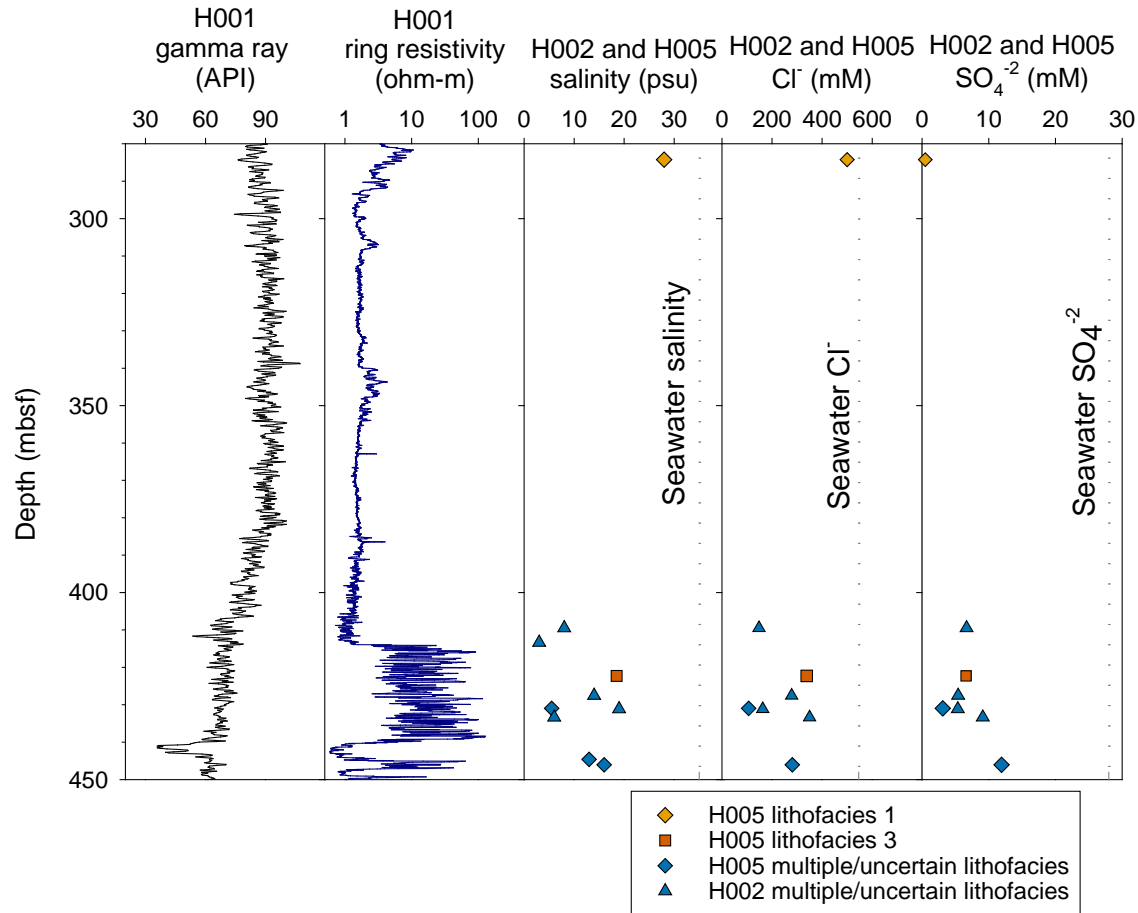 H001
gamma ray
(API)
H001
ring resistivity
(ohm-m)
H002 and H005
salinity (psu)
H002 and H005
Cl⁻ (mM)
H002 and H005
SO₄⁻² (mM)
30 60 90
1 10 100
0 10 20 30
0 200 400 600
0 10 20 30
Depth (mbsf)
300
350
400
450
Seawater salinity
Seawater Cl⁻
Seawater SO₄⁻²
H005 lithofacies 1
H005 lithofacies 3
H005 multiple/uncertain lithofacies
H002 multiple/uncertain lithofacies